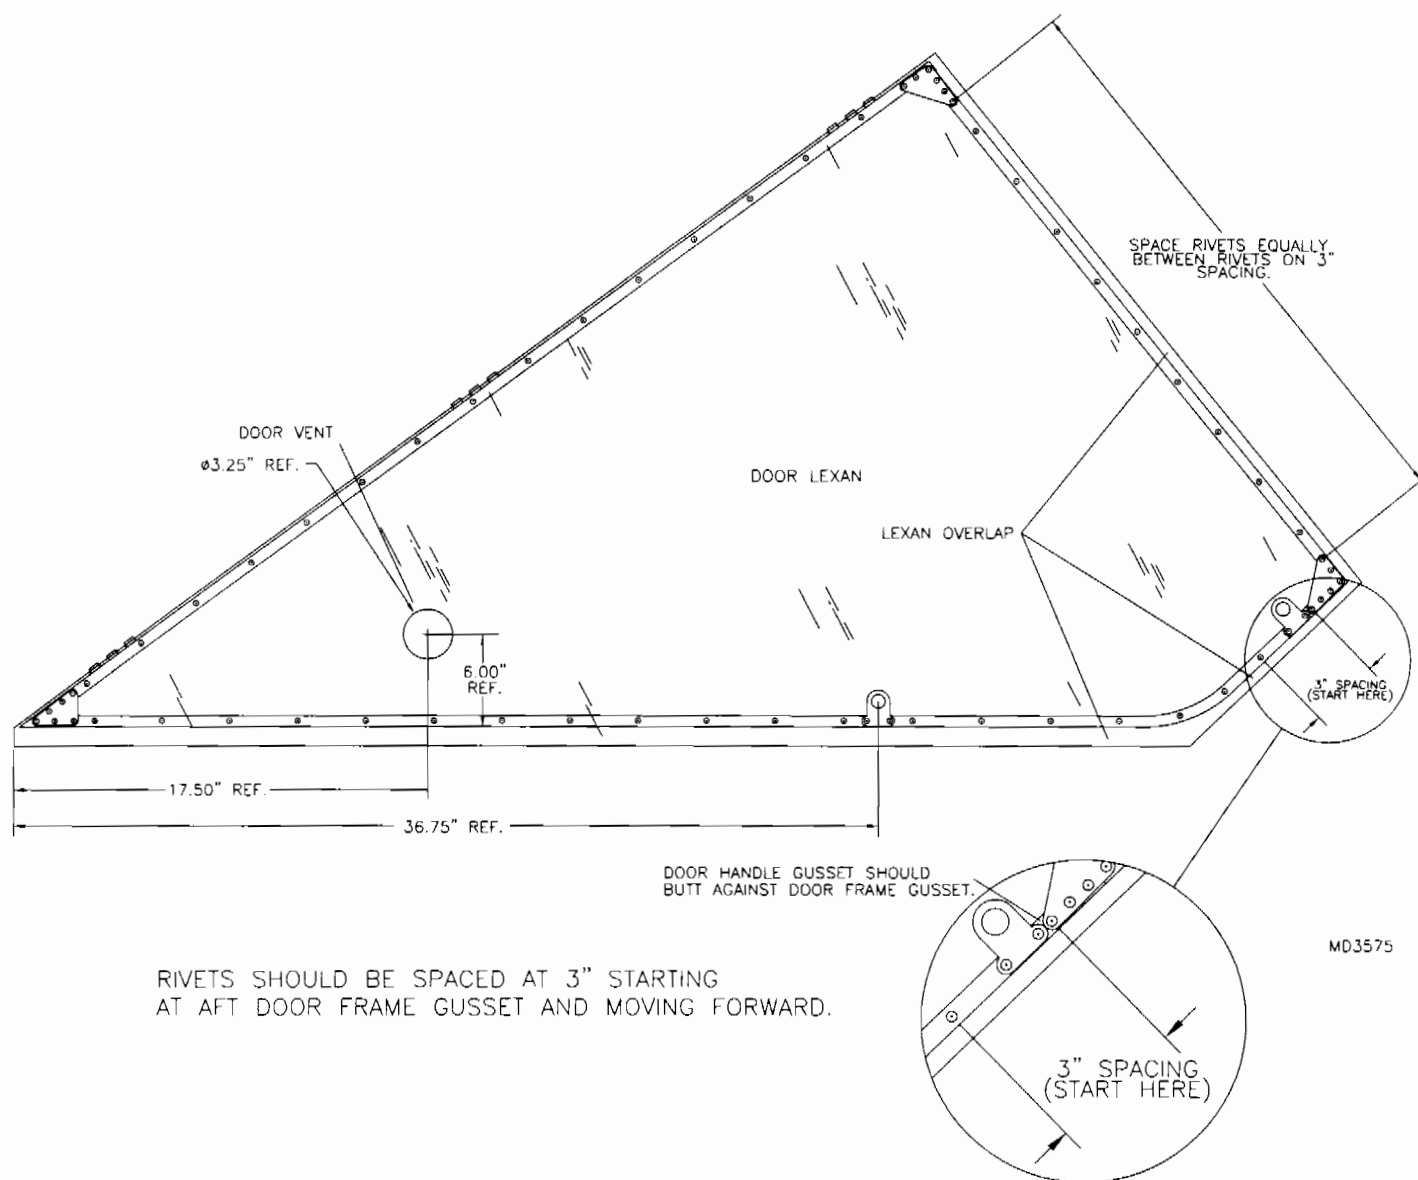 SPACE RIVETS EQUALLY
BETWEEN RIVETS ON 3"
SPACING.
DOOR VENT
ø3.25" REF.
DOOR LEXAN
LEXAN OVERLAP
6.00"
REF.
3" SPACING
(START HERE)
17.50" REF.
36.75" REF.
DOOR HANDLE GUSSET SHOULD
BUTT AGAINST DOOR FRAME GUSSET.
MD3575
RIVETS SHOULD BE SPACED AT 3" STARTING
AT AFT DOOR FRAME GUSSET AND MOVING FORWARD.
3" SPACING
(START HERE)